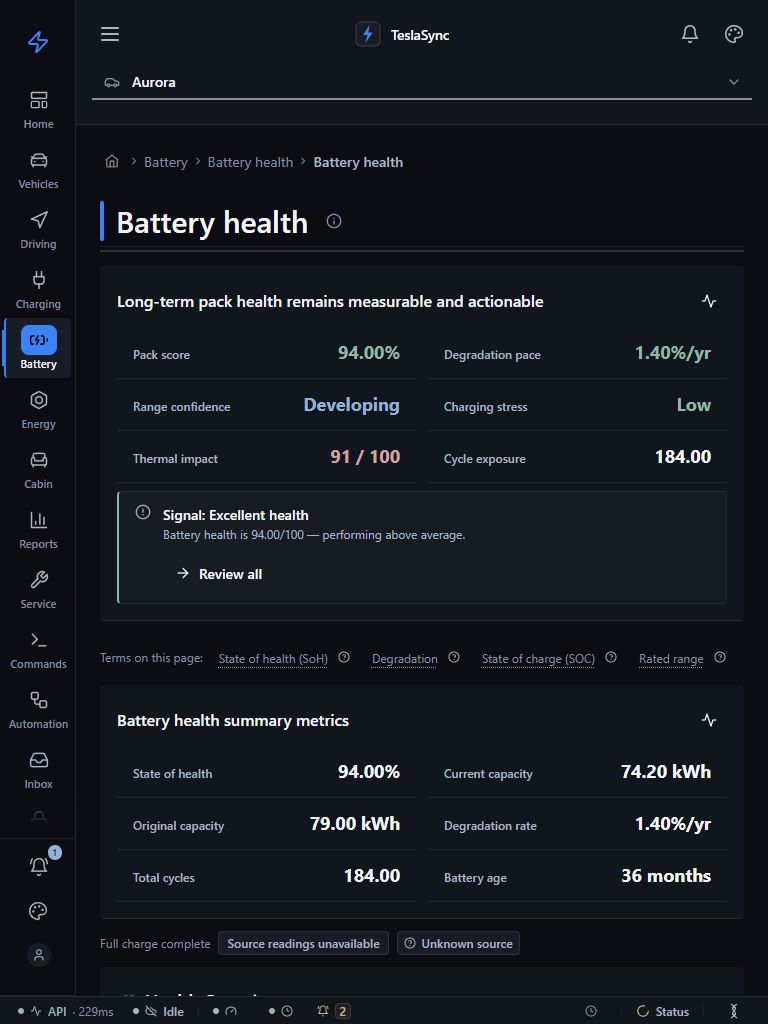 TeslaSync
Aurora
Home
Vehicles
Driving
Charging
Battery
Energy
Cabin
Reports
Service
Commands
Automation
Inbox
1
Battery > Battery health > Battery health
Battery health
Long-term pack health remains measurable and actionable
Pack score 94.00%
Degradation pace 1.40%/yr
Range confidence Developing
Charging stress Low
Thermal impact 91 / 100
Cycle exposure 184.00
Signal: Excellent health
Battery health is 94.00/100 — performing above average.
Review all
Terms on this page: State of health (SoH) Degradation State of charge (SOC) Rated range
Battery health summary metrics
State of health 94.00%
Current capacity 74.20 kWh
Original capacity 79.00 kWh
Degradation rate 1.40%/yr
Total cycles 184.00
Battery age 36 months
Full charge complete Source readings unavailable Unknown source
API · 229ms Idle 2 Status